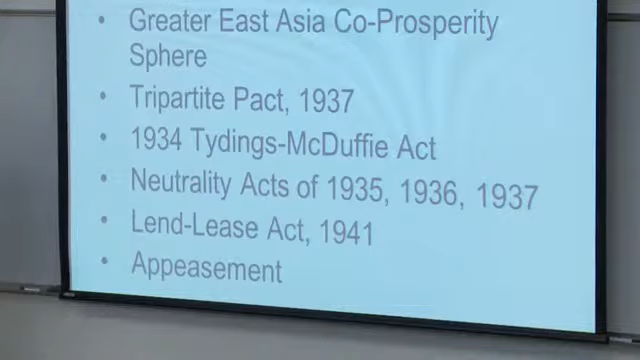 • Greater East Asia Co-Prosperity
Sphere
• Tripartite Pact, 1937
• 1934 Tydings-McDuffie Act
• Neutrality Acts of 1935, 1936, 1937
• Lend-Lease Act, 1941
• Appeasement